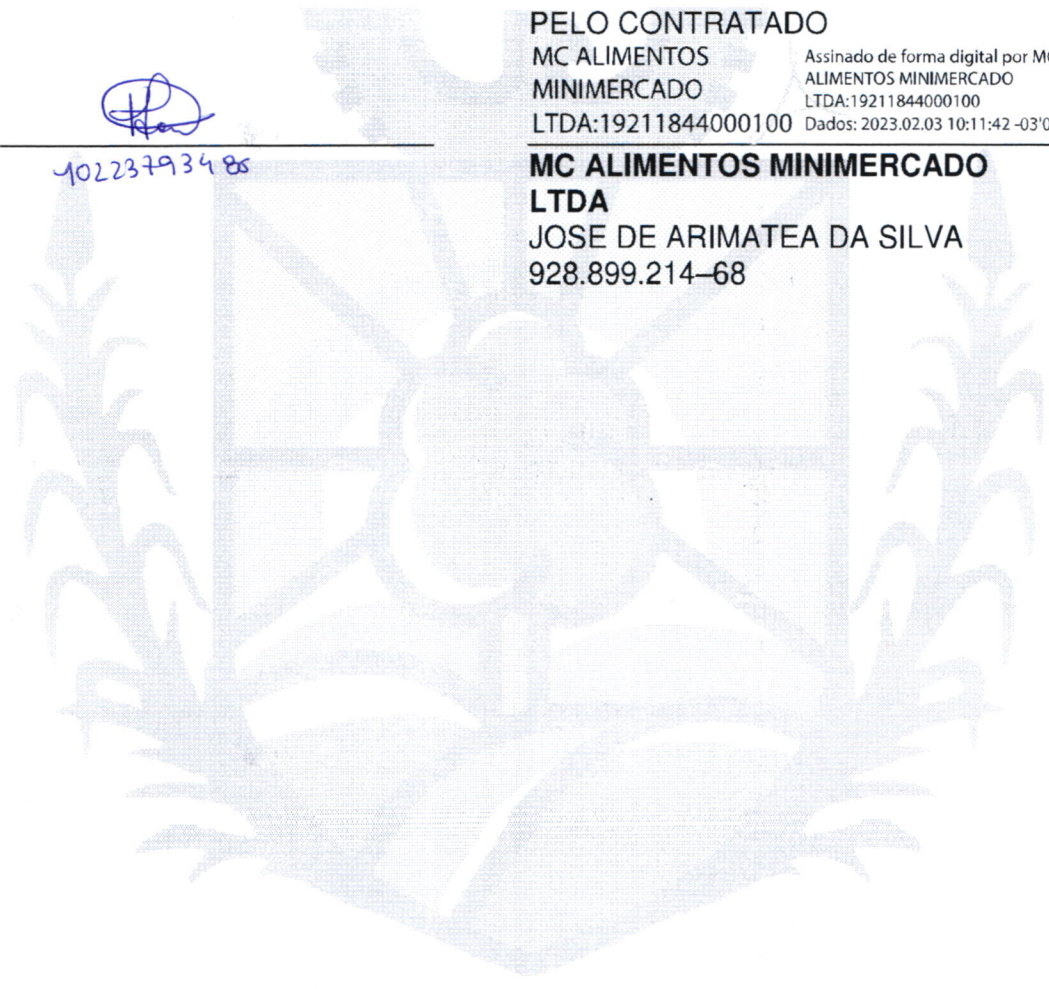 PELO CONTRATADO
MC ALIMENTOS
MINIMERCADO
LTDA:19211844000100
Assinado de forma digital por MC
ALIMENTOS MINIMERCADO
LTDA:19211844000100
Dados: 2023.02.03 10:11:42 -03'0
10223793486
MC ALIMENTOS MINIMERCADO
LTDA
JOSE DE ARIMATEA DA SILVA
928.899.214–68